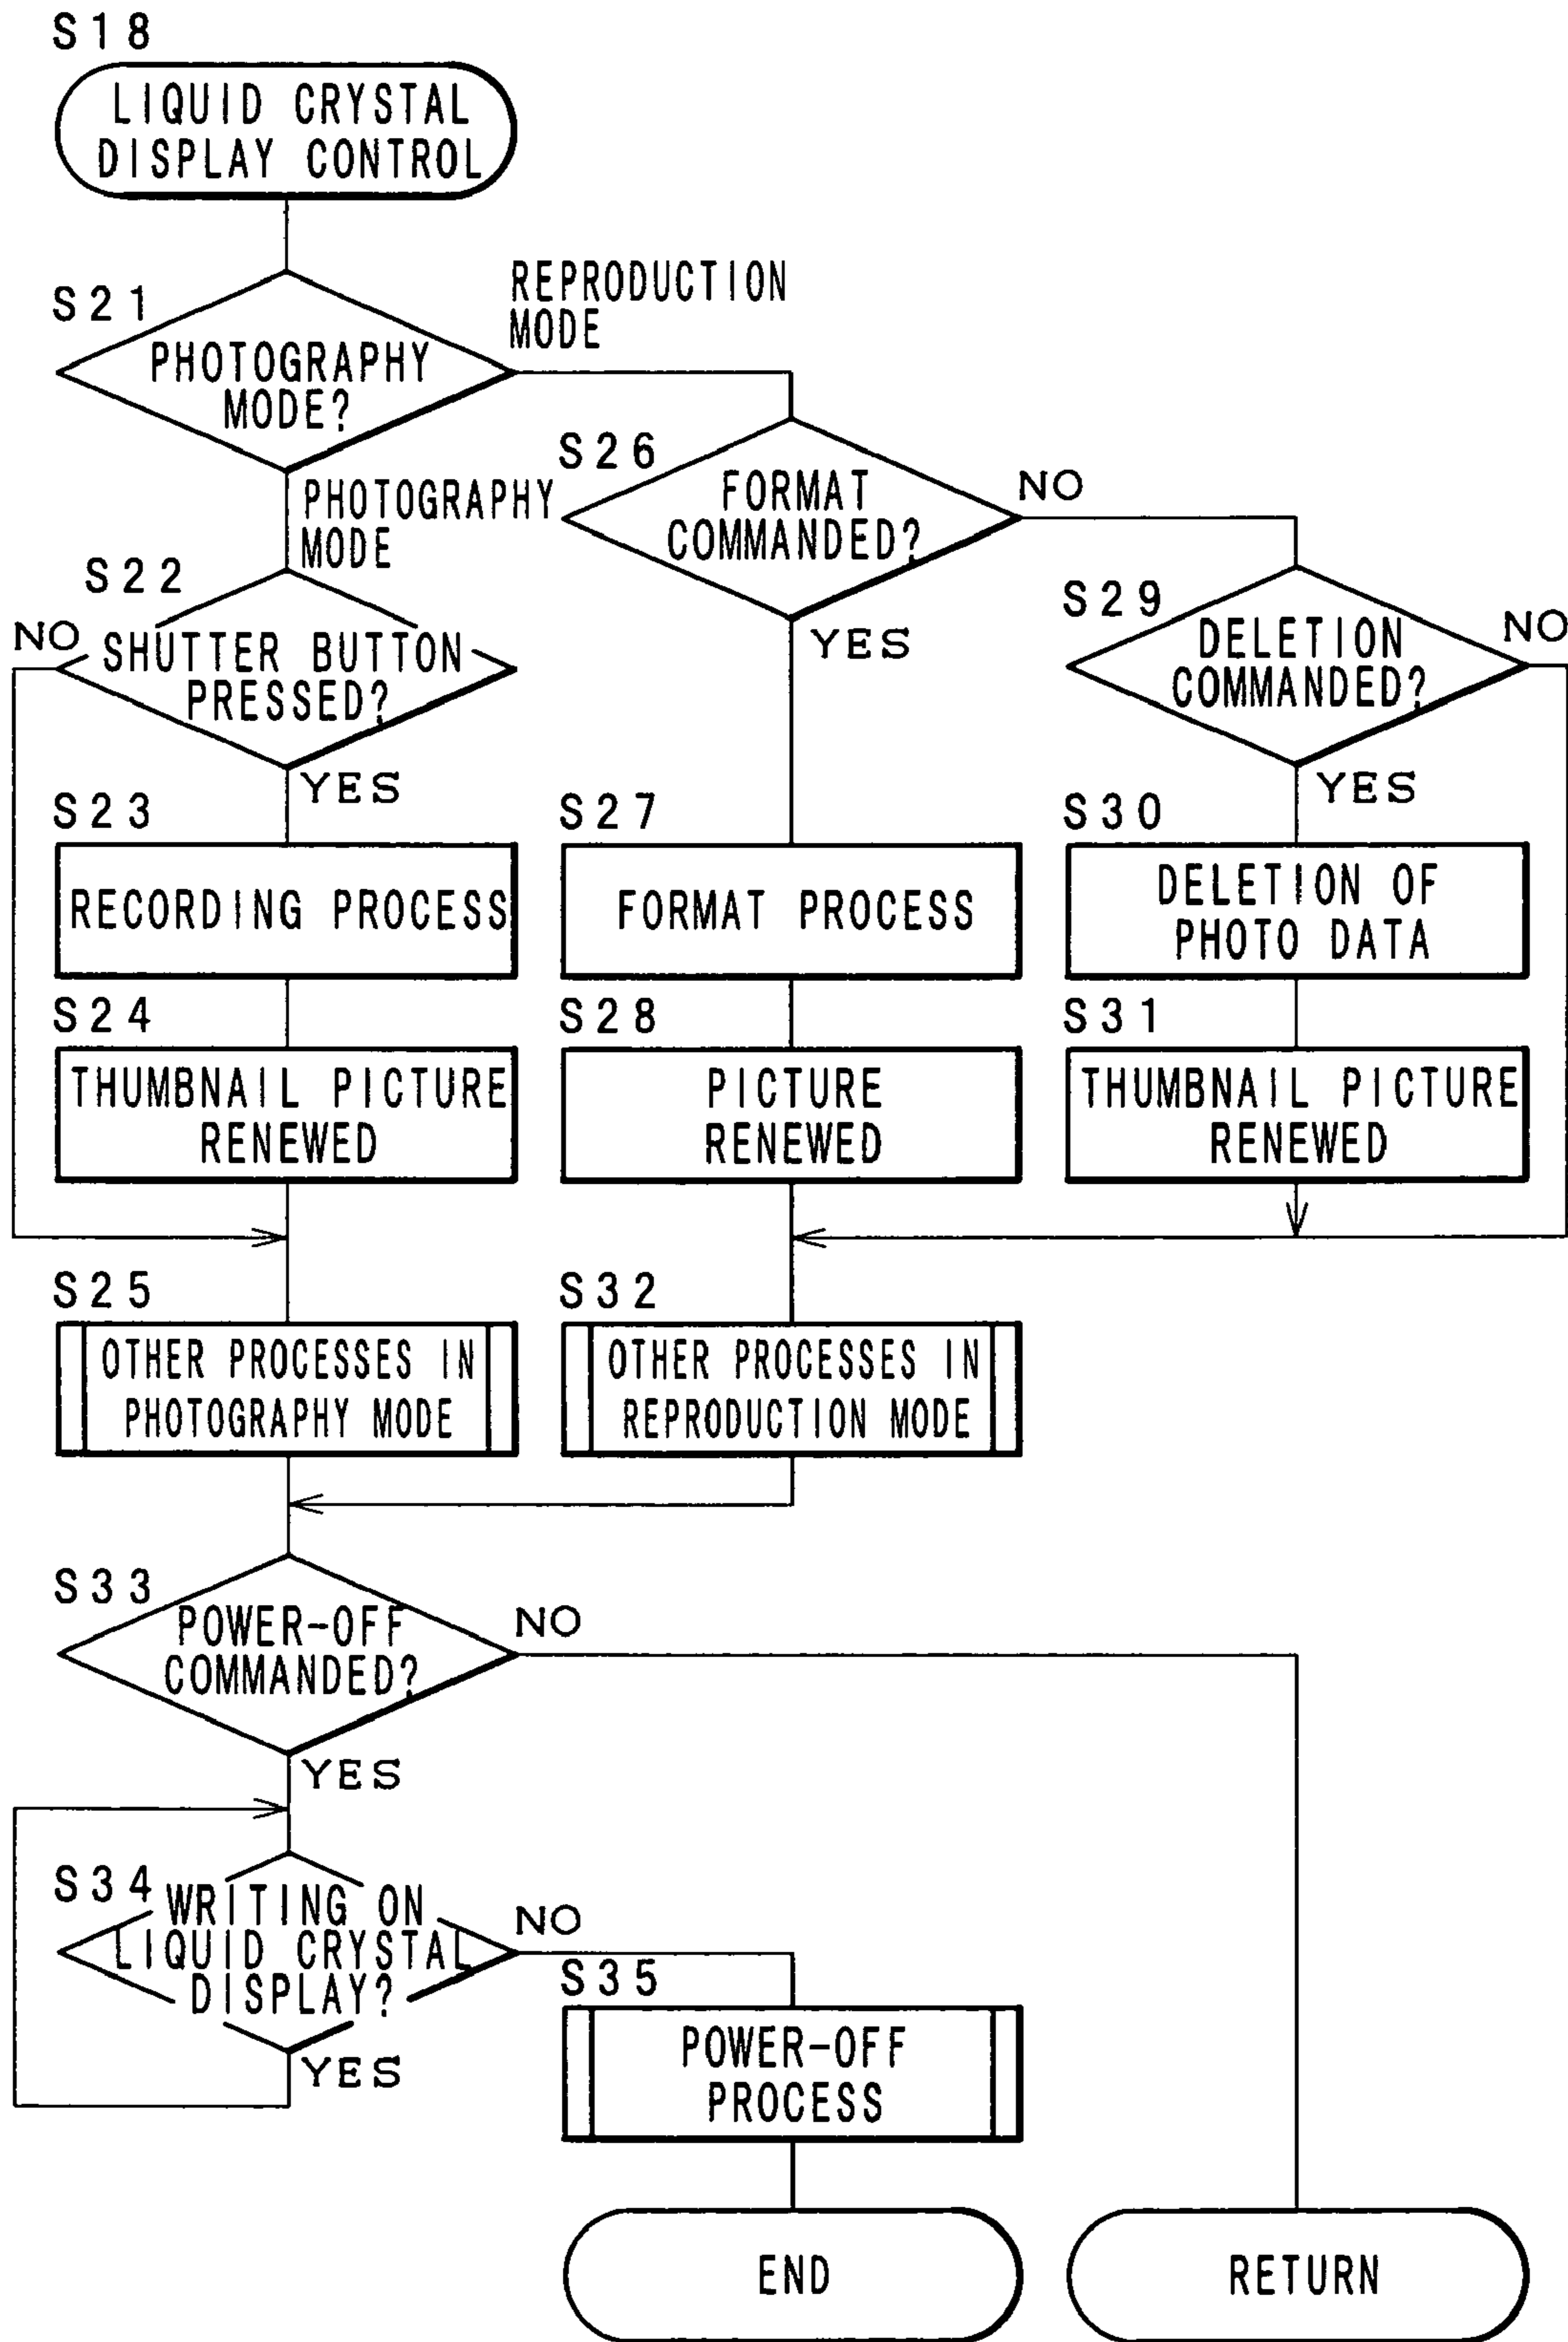 S18
LIQUID CRYSTAL
DISPLAY CONTROL
S21
PHOTOGRAPHY
MODE?
REPRODUCTION
MODE
PHOTOGRAPHY
MODE
S22
SHUTTER BUTTON
PRESSED?
NO
YES
S23
RECORDING PROCESS
S24
THUMBNAIL PICTURE
RENEWED
S25
OTHER PROCESSES IN
PHOTOGRAPHY MODE
S26
FORMAT
COMMANDED?
NO
YES
S27
FORMAT PROCESS
S28
PICTURE
RENEWED
S29
DELETION
COMMANDED?
NO
YES
S30
DELETION OF
PHOTO DATA
S31
THUMBNAIL PICTURE
RENEWED
S32
OTHER PROCESSES IN
REPRODUCTION MODE
S33
POWER-OFF
COMMANDED?
NO
YES
S34
WRITING ON
LIQUID CRYSTAL
DISPLAY?
NO
YES
S35
POWER-OFF
PROCESS
END
RETURN